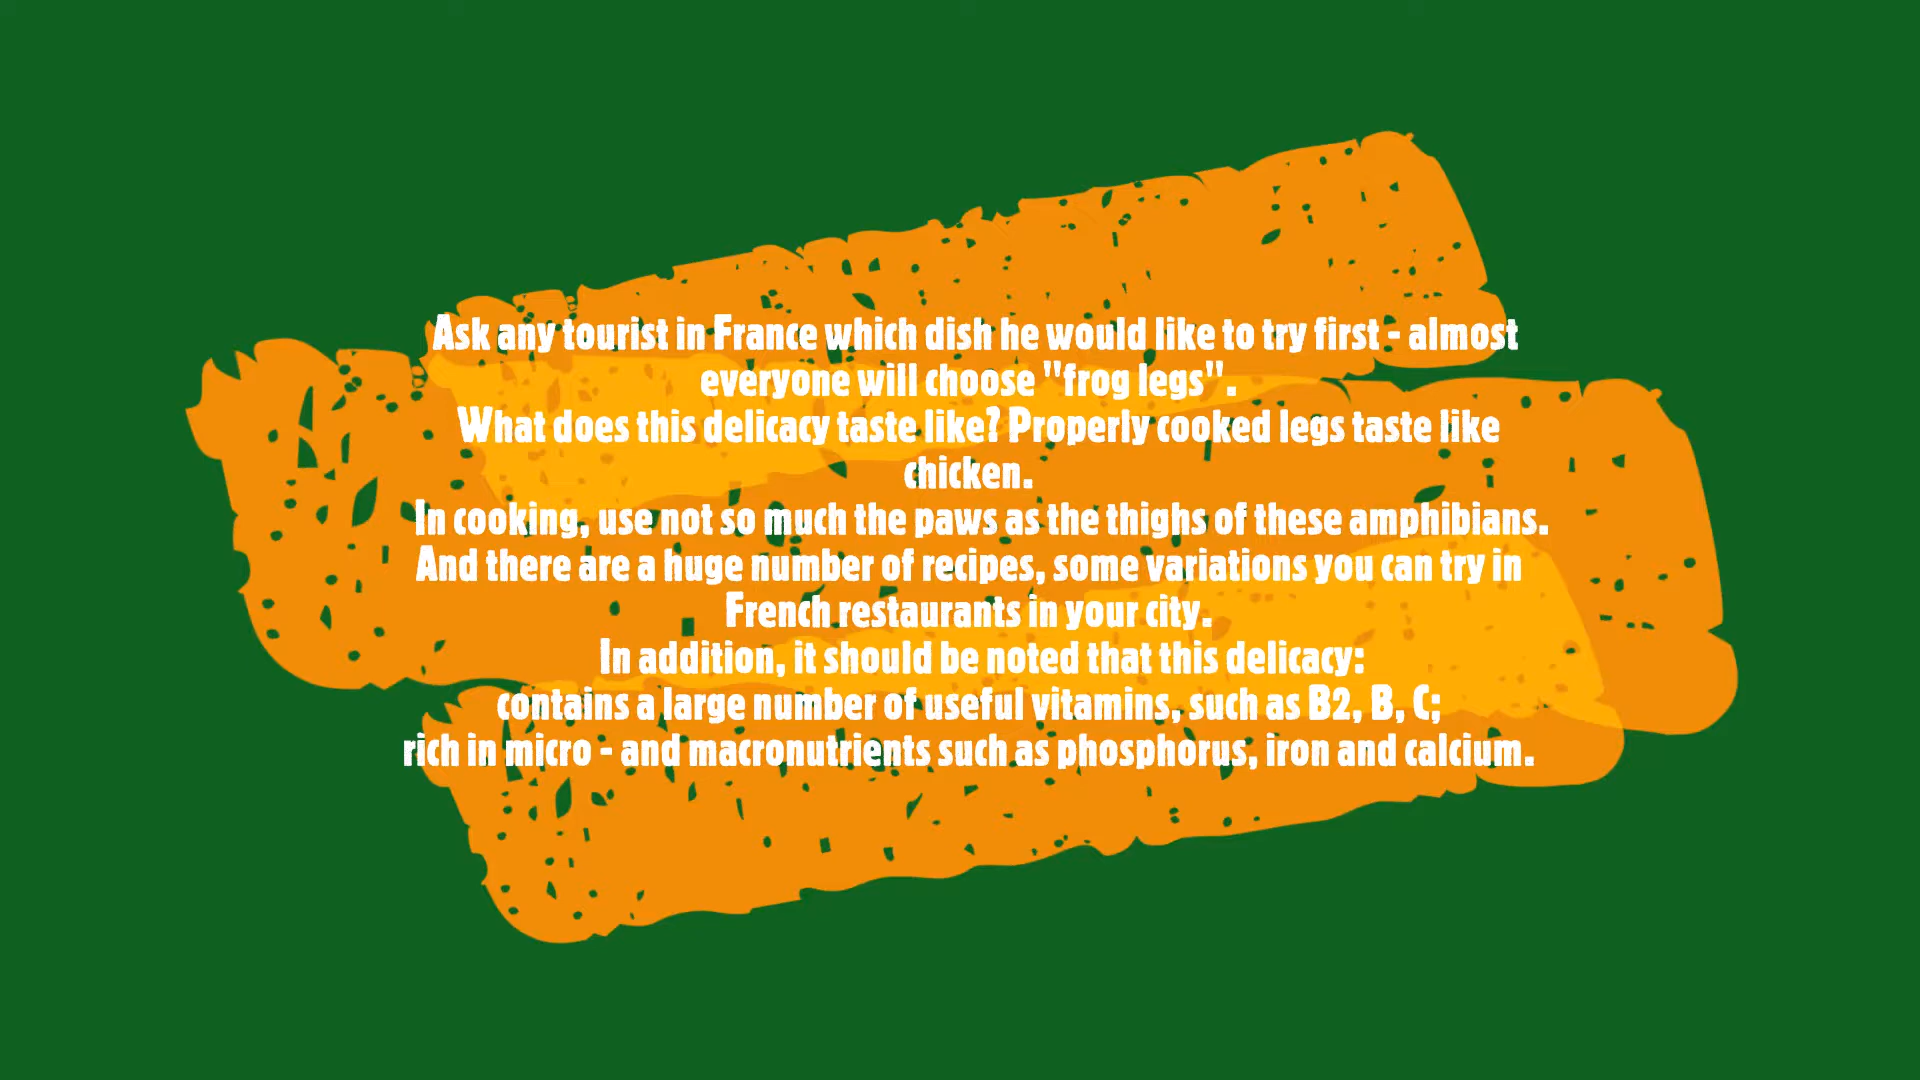 Ask any tourist in France which dish he would like to try first - almost
everyone will choose "frog legs".
What does this delicacy taste like? Properly cooked legs taste like
chicken.
In cooking, use not so much the paws as the thighs of these amphibians.
And there are a huge number of recipes, some variations you can try in
French restaurants in your city.
In addition, it should be noted that this delicacy:
contains a large number of useful vitamins, such as B2, B, C;
rich in micro - and macronutrients such as phosphorus, iron and calcium.